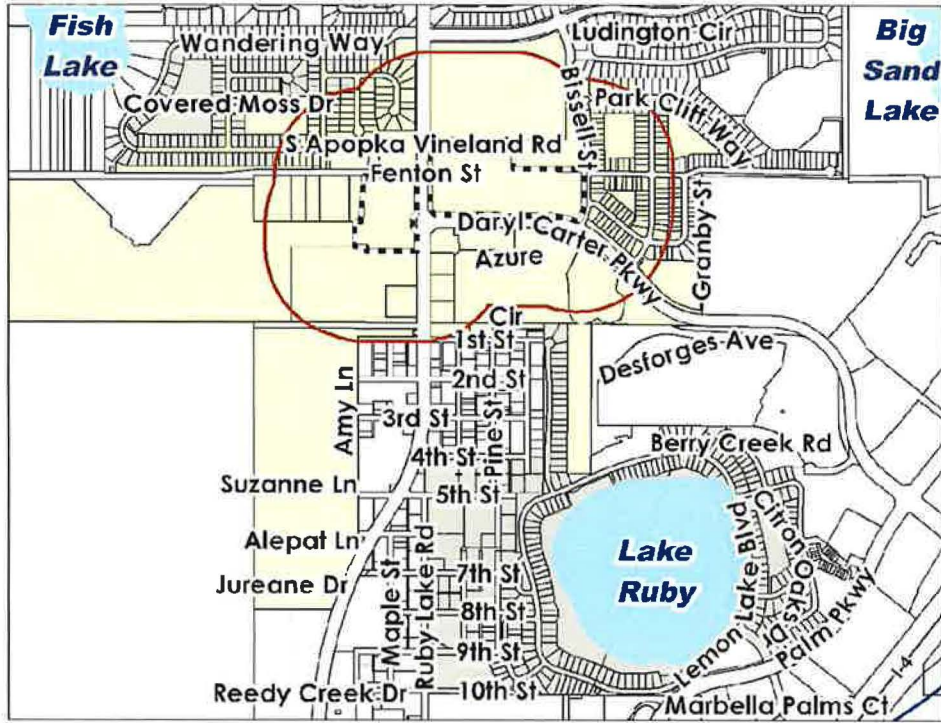 Fish
Lake
Wandering Way
Ludington Cir
Big
Sand
Lake
Covered Moss Dr
Bissell St
Park Cliff Way
S Apopka Vineland Rd
Fenton St
Granby St
Daryl Carter Pkwy
Azure
Cir
1st St
Desforges Ave
Amy Ln
2nd St
3rd St
Pine St
4th St
Berry Creek Rd
Suzanne Ln
5th St
Alepat Ln
Lake
Ruby
Lemon Lake Blvd
Citron Oaks Dr
Jureane Dr
Maple St
Ruby Lake Rd
7th St
8th St
Palm Pkwy
9th St
I-4
Reedy Creek Dr
10th St
Marbella Palms Ct